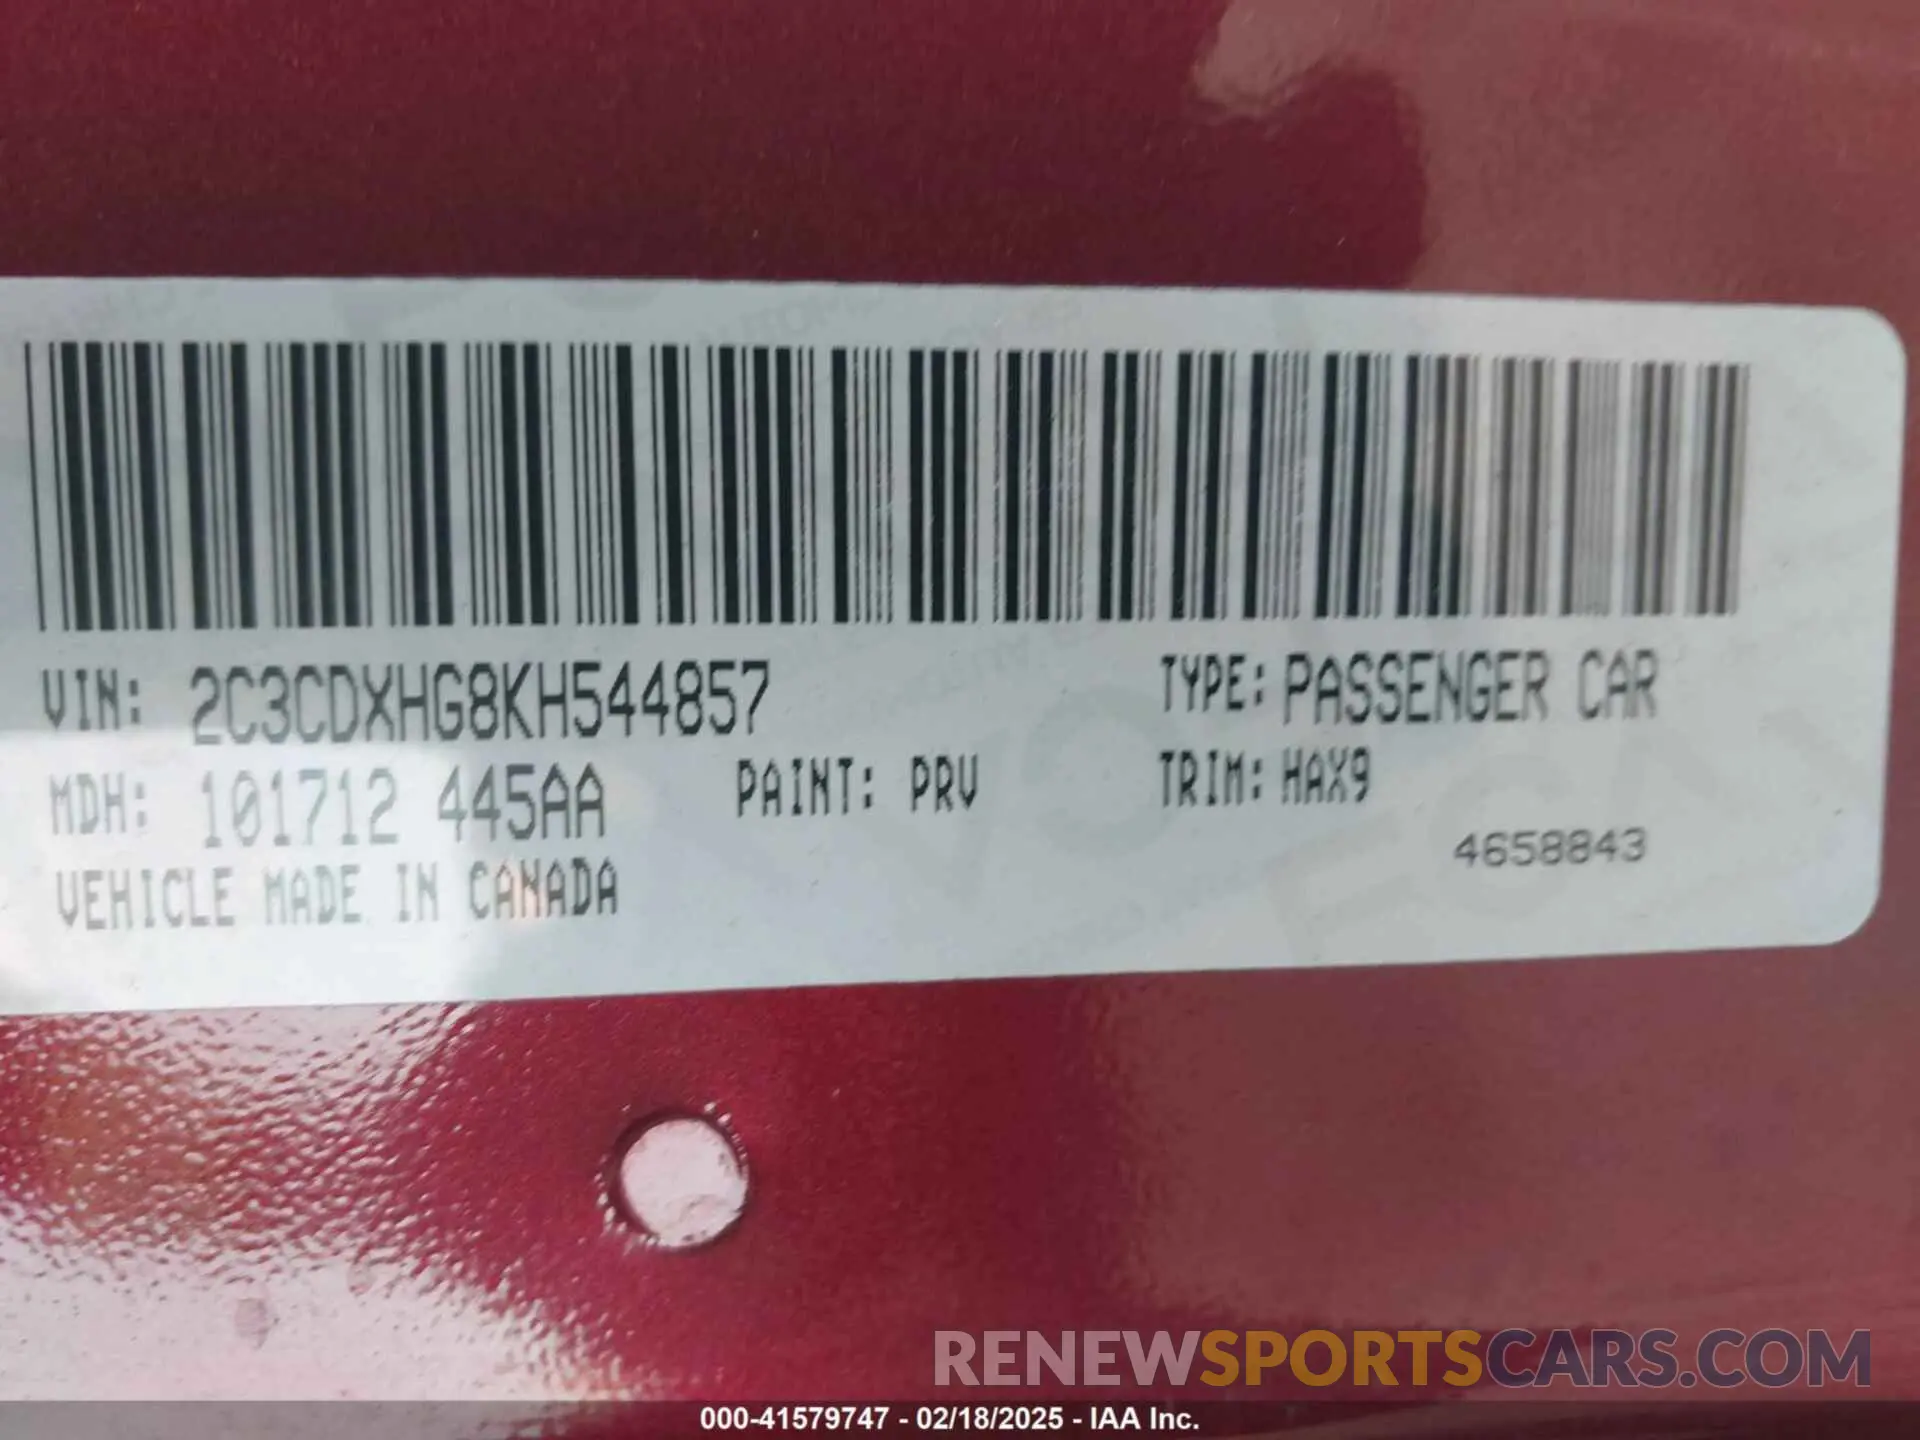 VIN: 2C3CDXHG8KH544857 TYPE: PASSENGER CAR
MDH: 101712 445AA PAINT: PRV TRIM: HAX9
4658843
VEHICLE MADE IN CANADA
RENEWSPORTSCARS.COM
000-41579747 - 02/18/2025 - IAA Inc.